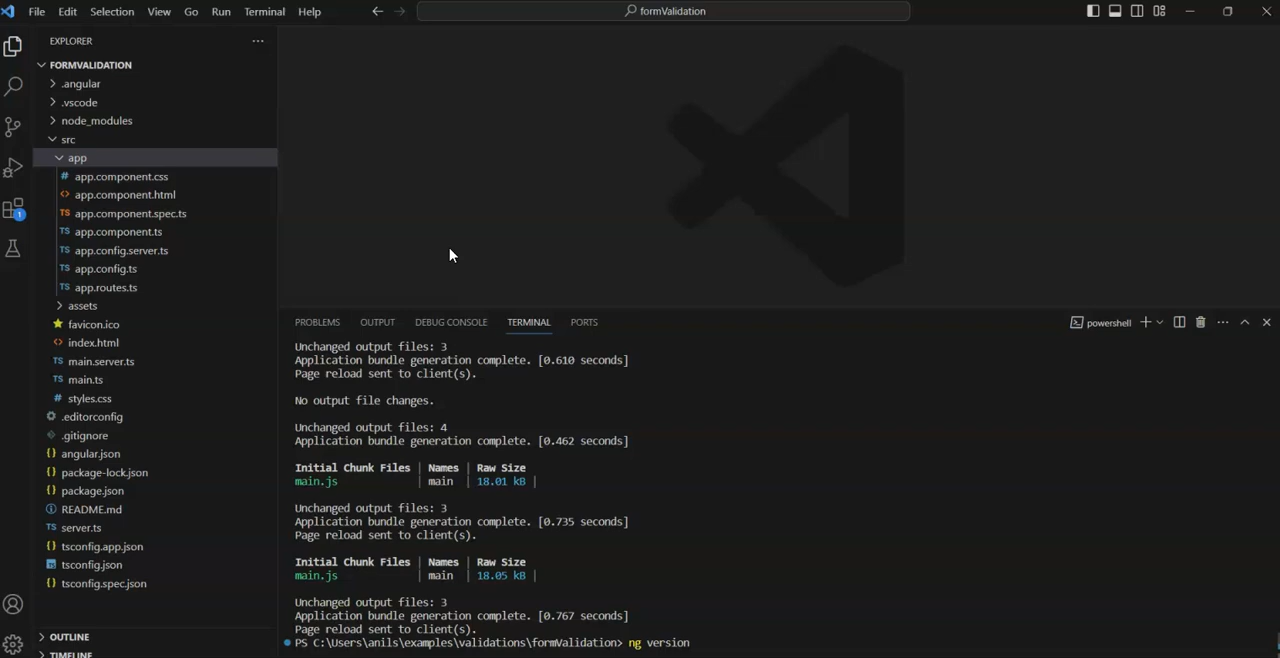 File Edit Selection View Go Run Terminal Help
formValidation
EXPLORER
FORMVALIDATION
.angular
.vscode
node_modules
src
app
# app.component.css
<> app.component.html
TS app.component.spec.ts
TS app.component.ts
TS app.config.server.ts
TS app.config.ts
TS app.routes.ts
assets
favicon.ico
<> index.html
TS main.server.ts
TS main.ts
# styles.css
.editorconfig
.gitignore
{} angular.json
{} package-lock.json
{} package.json
README.md
TS server.ts
{} tsconfig.app.json
tsconfig.json
{} tsconfig.spec.json
OUTLINE
TIMELINE
1
PROBLEMS OUTPUT DEBUG CONSOLE TERMINAL PORTS
powershell
Unchanged output files: 3
Application bundle generation complete. [0.610 seconds]
Page reload sent to client(s).
No output file changes.
Unchanged output files: 4
Application bundle generation complete. [0.462 seconds]
Initial Chunk Files | Names | Raw Size
main.js | main | 18.01 kB |
Unchanged output files: 3
Application bundle generation complete. [0.735 seconds]
Page reload sent to client(s).
Initial Chunk Files | Names | Raw Size
main.js | main | 18.05 kB |
Unchanged output files: 3
Application bundle generation complete. [0.767 seconds]
Page reload sent to client(s).
PS C:\Users\anils\examples\validations\formValidation> ng version